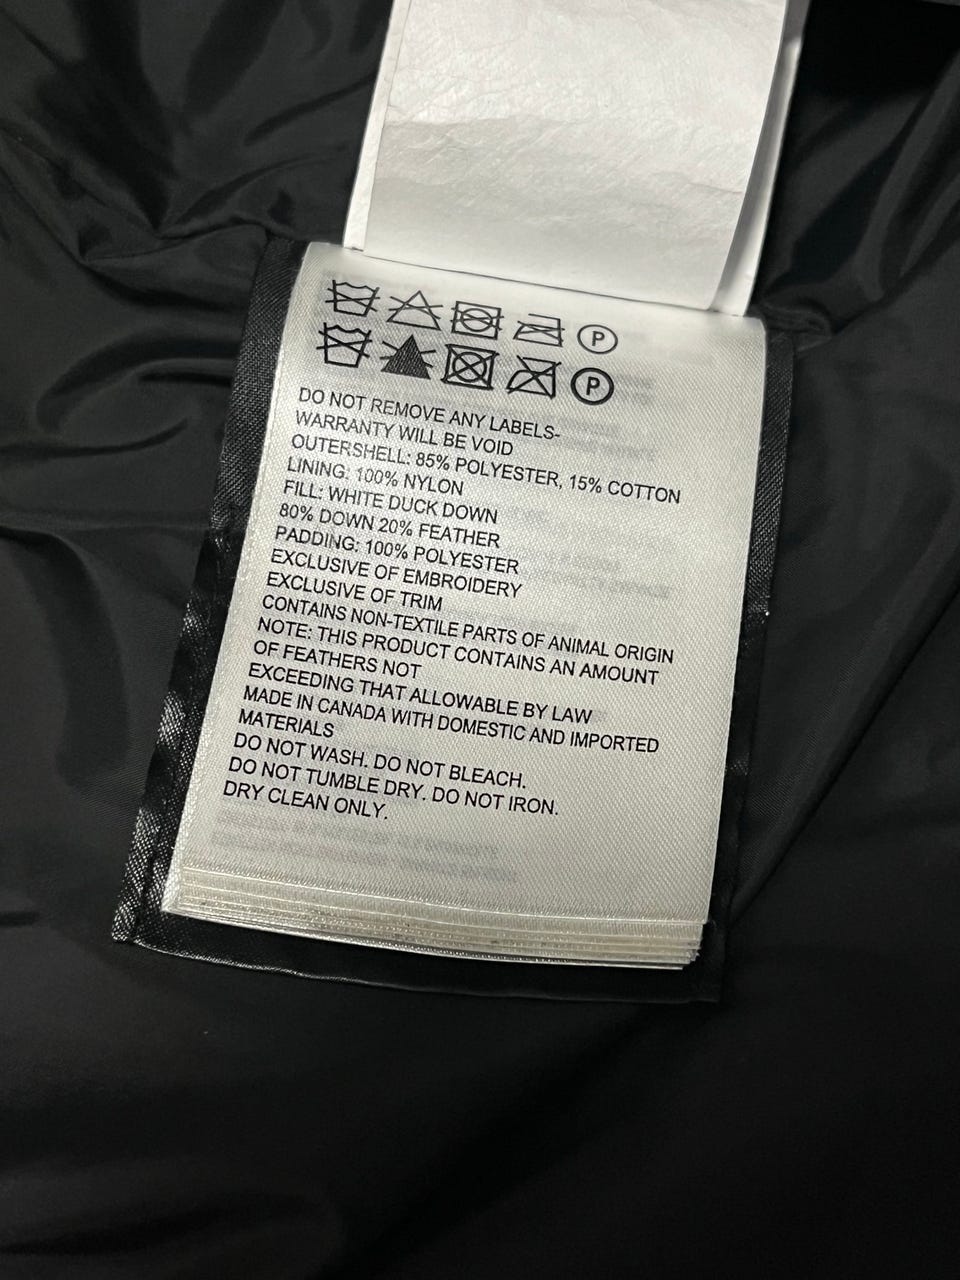 P
P
DO NOT REMOVE ANY LABELS-
WARRANTY WILL BE VOID
OUTERSHELL: 85% POLYESTER, 15% COTTON
LINING: 100% NYLON
FILL: WHITE DUCK DOWN
80% DOWN 20% FEATHER
PADDING: 100% POLYESTER
EXCLUSIVE OF EMBROIDERY
EXCLUSIVE OF TRIM
CONTAINS NON-TEXTILE PARTS OF ANIMAL ORIGIN
NOTE: THIS PRODUCT CONTAINS AN AMOUNT
OF FEATHERS NOT
EXCEEDING THAT ALLOWABLE BY LAW
MADE IN CANADA WITH DOMESTIC AND IMPORTED
MATERIALS
DO NOT WASH. DO NOT BLEACH.
DO NOT TUMBLE DRY. DO NOT IRON.
DRY CLEAN ONLY.